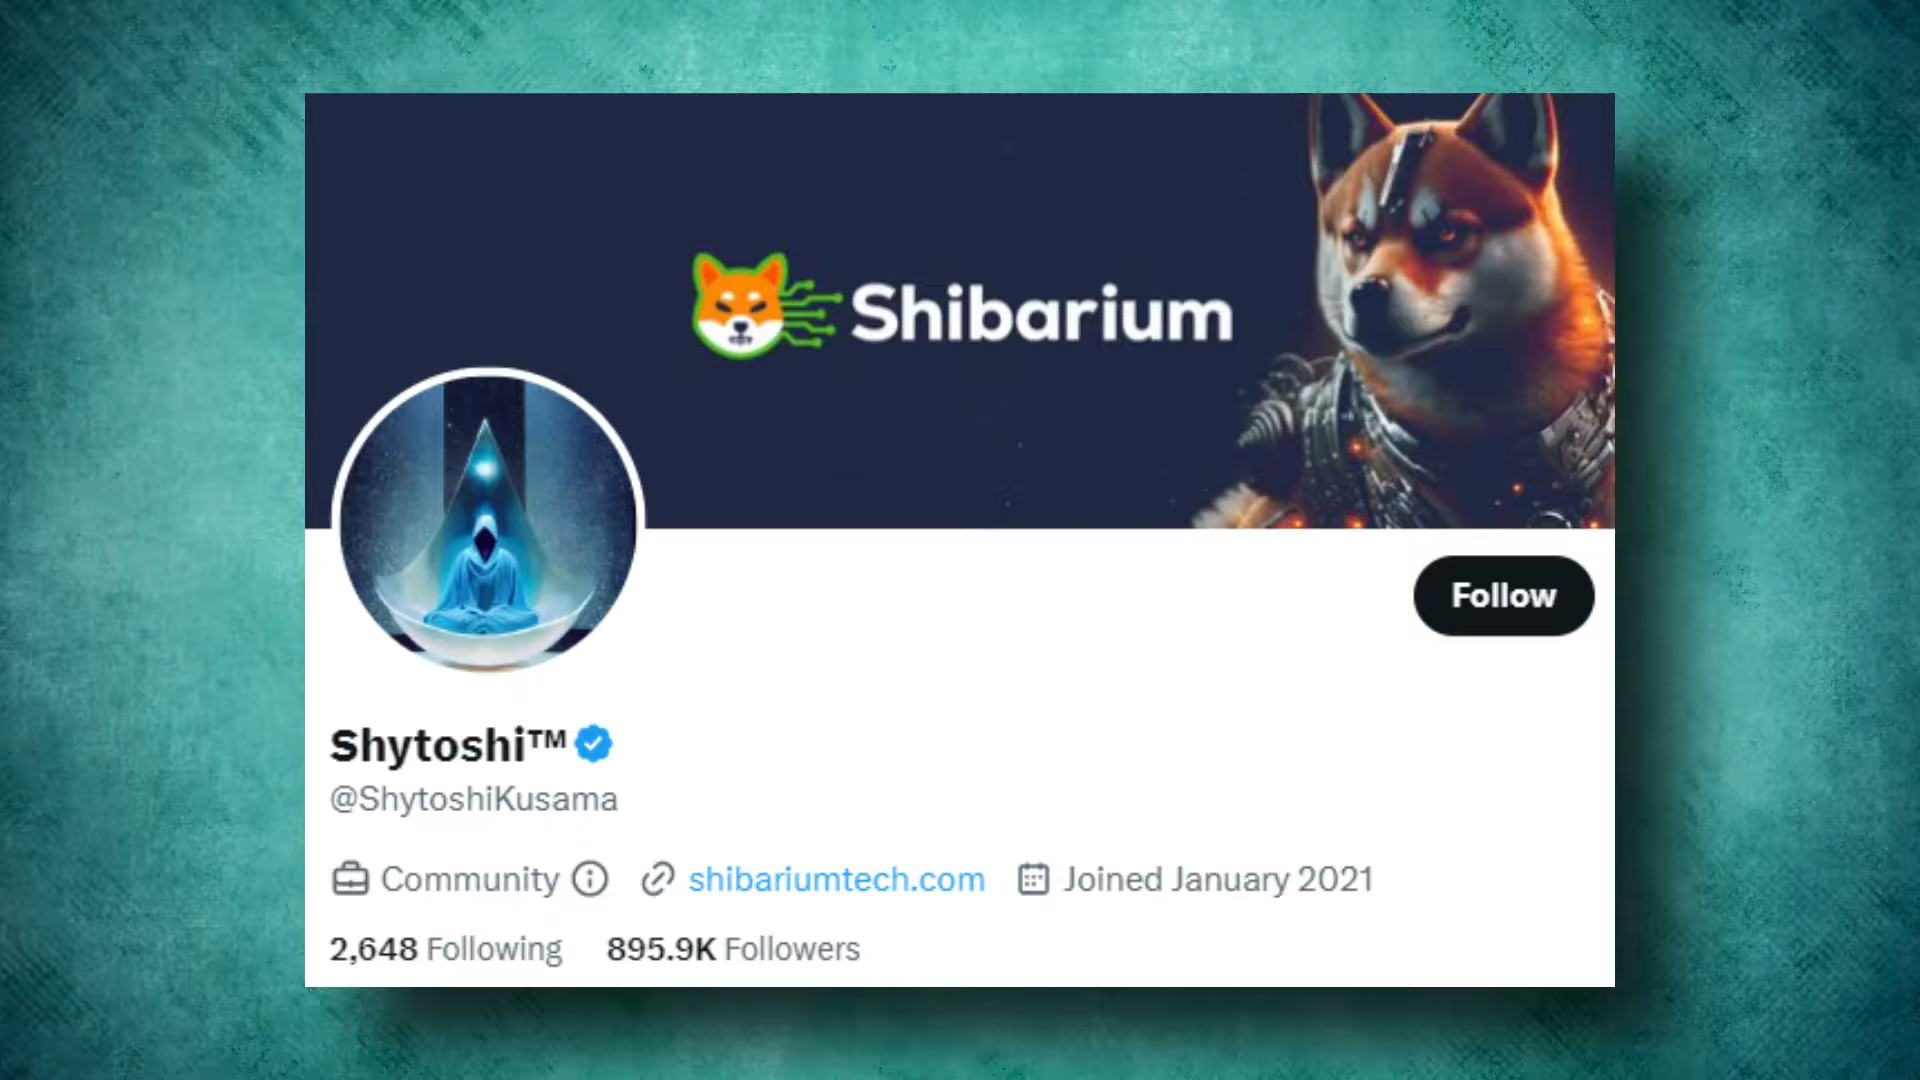 Shibarium
Follow
Shytoshi™
@ShytoshiKusama
Community shibariumtech.com Joined January 2021
2,648 Following 895.9K Followers